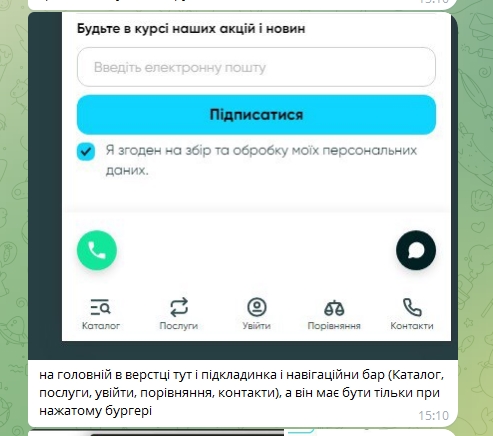 Будьте в курсі наших акцій і новин
Введіть електронну пошту
Підписатися
Я згоден на збір та обробку моїх персональних
даних.
Каталог
Послуги
Увійти
Порівняння
Контакти
на головній в верстці тут і підкладинка і навігаційни бар (Каталог,
послуги, увійти, порівняння, контакти), а він має бути тільки при
нажатому бургері
15:10